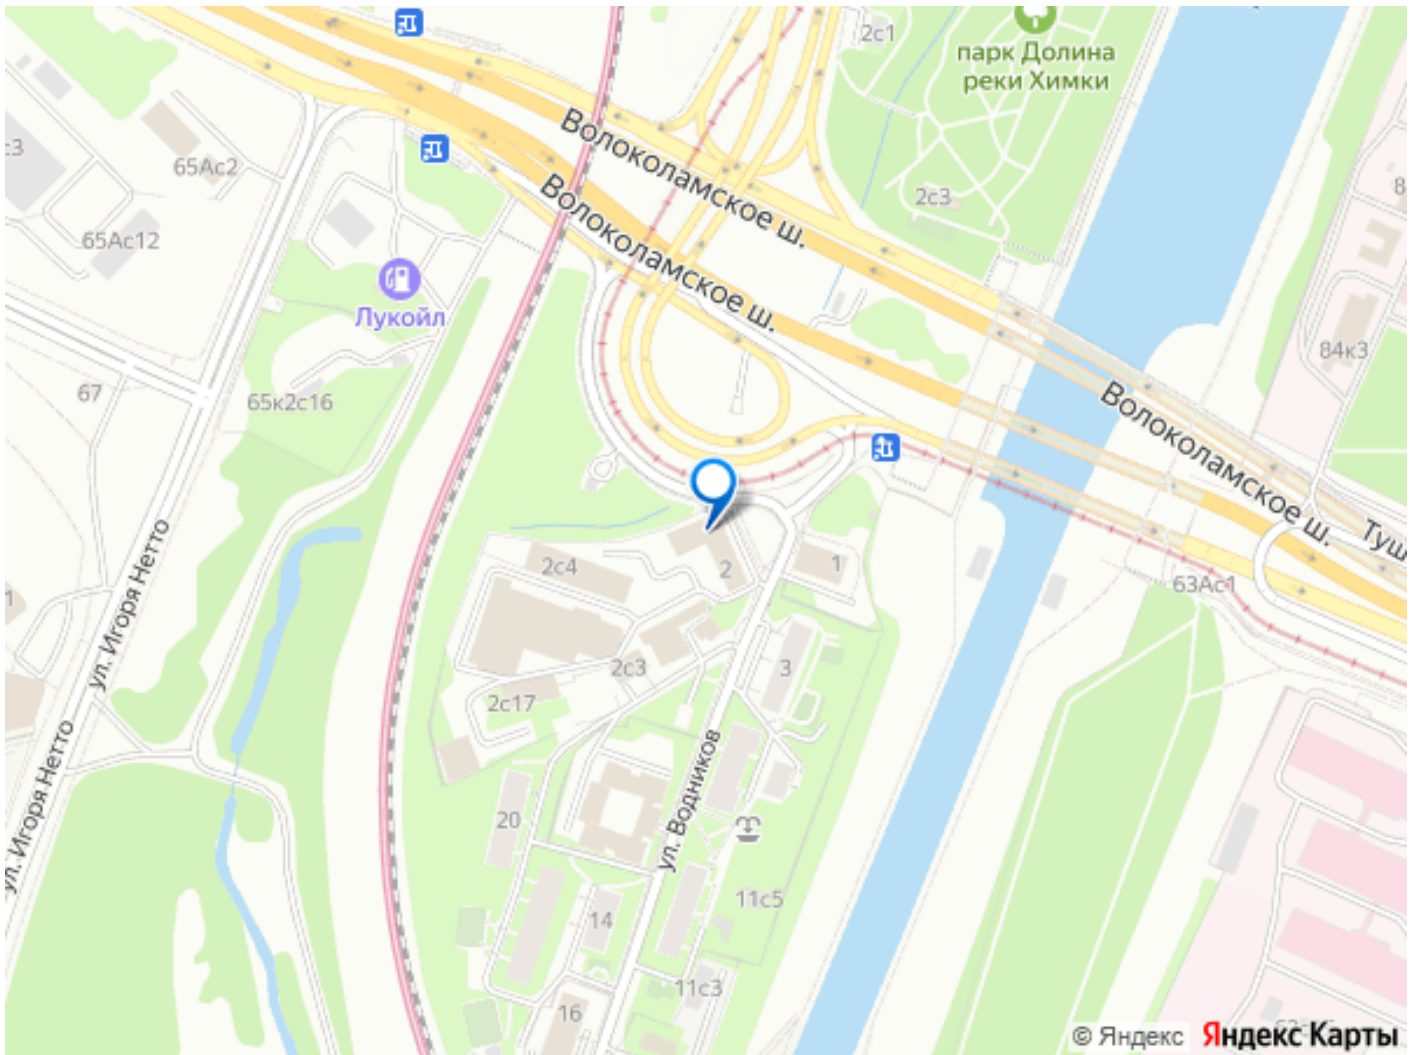 2с1
парк Долина
реки Химки
Волоколамское ш.
65Ас2
Волоколамское ш.
2с3
65Ас12
Лукойл
84к3
67
65к2с16
Волоколамское ш.
ул. Игоря Нетто
Туш
2с4
2
1
63Ас1
2с3
3
2с17
ул. Игоря Нетто
ул. Водников
20
11с5
14
11с3
16
© Яндекс Яндекс Карты